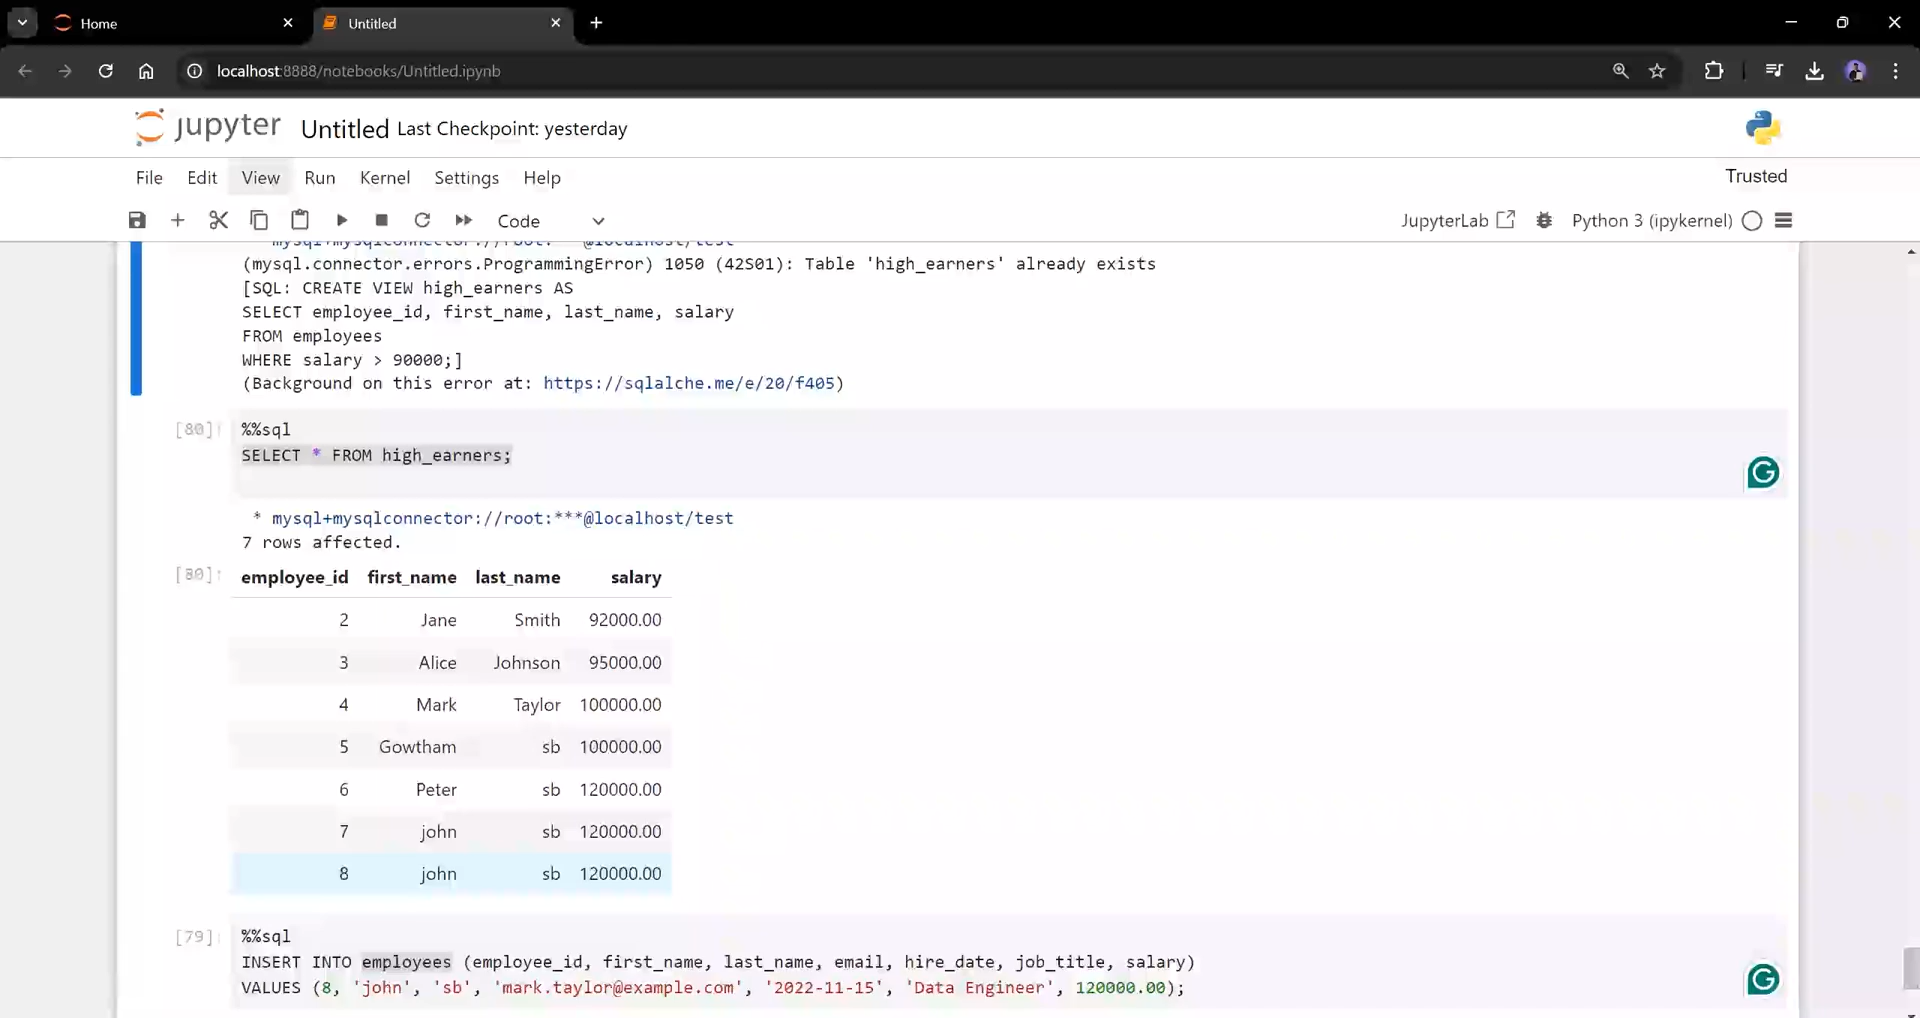 Home
Untitled
localhost:8888/notebooks/Untitled.ipynb
jupyter Untitled Last Checkpoint: yesterday
File Edit View Run Kernel Settings Help
Trusted
Code
JupyterLab
Python 3 (ipykernel)
mysql+mysqlconnector://root:***@localhost/test
(mysql.connector.errors.ProgrammingError) 1050 (42S01): Table 'high_earners' already exists
[SQL: CREATE VIEW high_earners AS
SELECT employee_id, first_name, last_name, salary
FROM employees
WHERE salary > 90000;]
(Background on this error at: https://sqlalche.me/e/20/f405)
[80]: %%sql
SELECT * FROM high_earners;
* mysql+mysqlconnector://root:***@localhost/test
7 rows affected.
[80]: employee_id first_name last_name salary
2 Jane Smith 92000.00
3 Alice Johnson 95000.00
4 Mark Taylor 100000.00
5 Gowtham sb 100000.00
6 Peter sb 120000.00
7 john sb 120000.00
8 john sb 120000.00
[79]: %%sql
INSERT INTO employees (employee_id, first_name, last_name, email, hire_date, job_title, salary)
VALUES (8, 'john', 'sb', 'mark.taylor@example.com', '2022-11-15', 'Data Engineer', 120000.00);